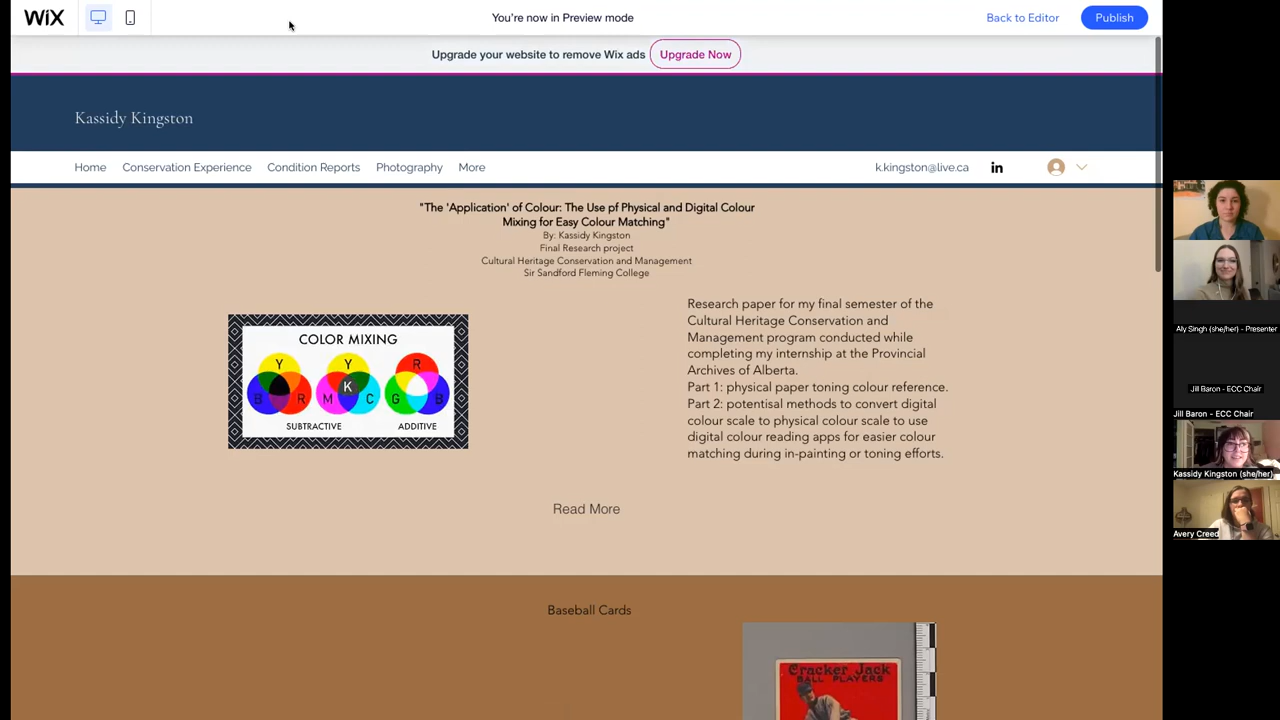 WiX
You're now in Preview mode
Back to Editor
Publish
Upgrade your website to remove Wix ads
Upgrade Now
Kassidy Kingston
Home
Conservation Experience
Condition Reports
Photography
More
k.kingston@live.ca
in
"The 'Application' of Colour: The Use pf Physical and Digital Colour
Mixing for Easy Colour Matching"
By: Kassidy Kingston
Final Research project
Cultural Heritage Conservation and Management
Sir Sandford Fleming College
COLOR MIXING
Y
B
R
Y
K
M
C
R
G
B
SUBTRACTIVE
ADDITIVE
Research paper for my final semester of the
Cultural Heritage Conservation and
Management program conducted while
completing my internship at the Provincial
Archives of Alberta.
Part 1: physical paper toning colour reference.
Part 2: potentisal methods to convert digital
colour scale to physical colour scale to use
digital colour reading apps for easier colour
matching during in-painting or toning efforts.
Read More
Baseball Cards
Cracker Jack
BALL PLAYERS
Aly Singh (she/her) - Presenter
Jill Baron - ECC Chair
Jill Baron - ECC Chair
Kassidy Kingston (she/her)
Avery Creed